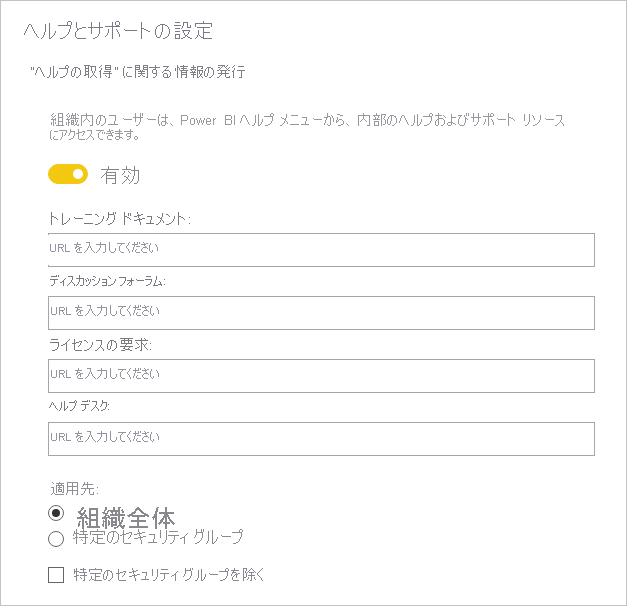 ヘルプとサポートの設定
"ヘルプの取得" に関する情報の発行
組織内のユーザーは、Power BI ヘルプ メニューから、内部のヘルプおよびサポート リソース
にアクセスできます。
有効
トレーニング ドキュメント:
URL を入力してください
ディスカッション フォーラム:
URL を入力してください
ライセンスの要求:
URL を入力してください
ヘルプ デスク:
URL を入力してください
適用先:
組織全体
特定のセキュリティ グループ
特定のセキュリティ グループを除く